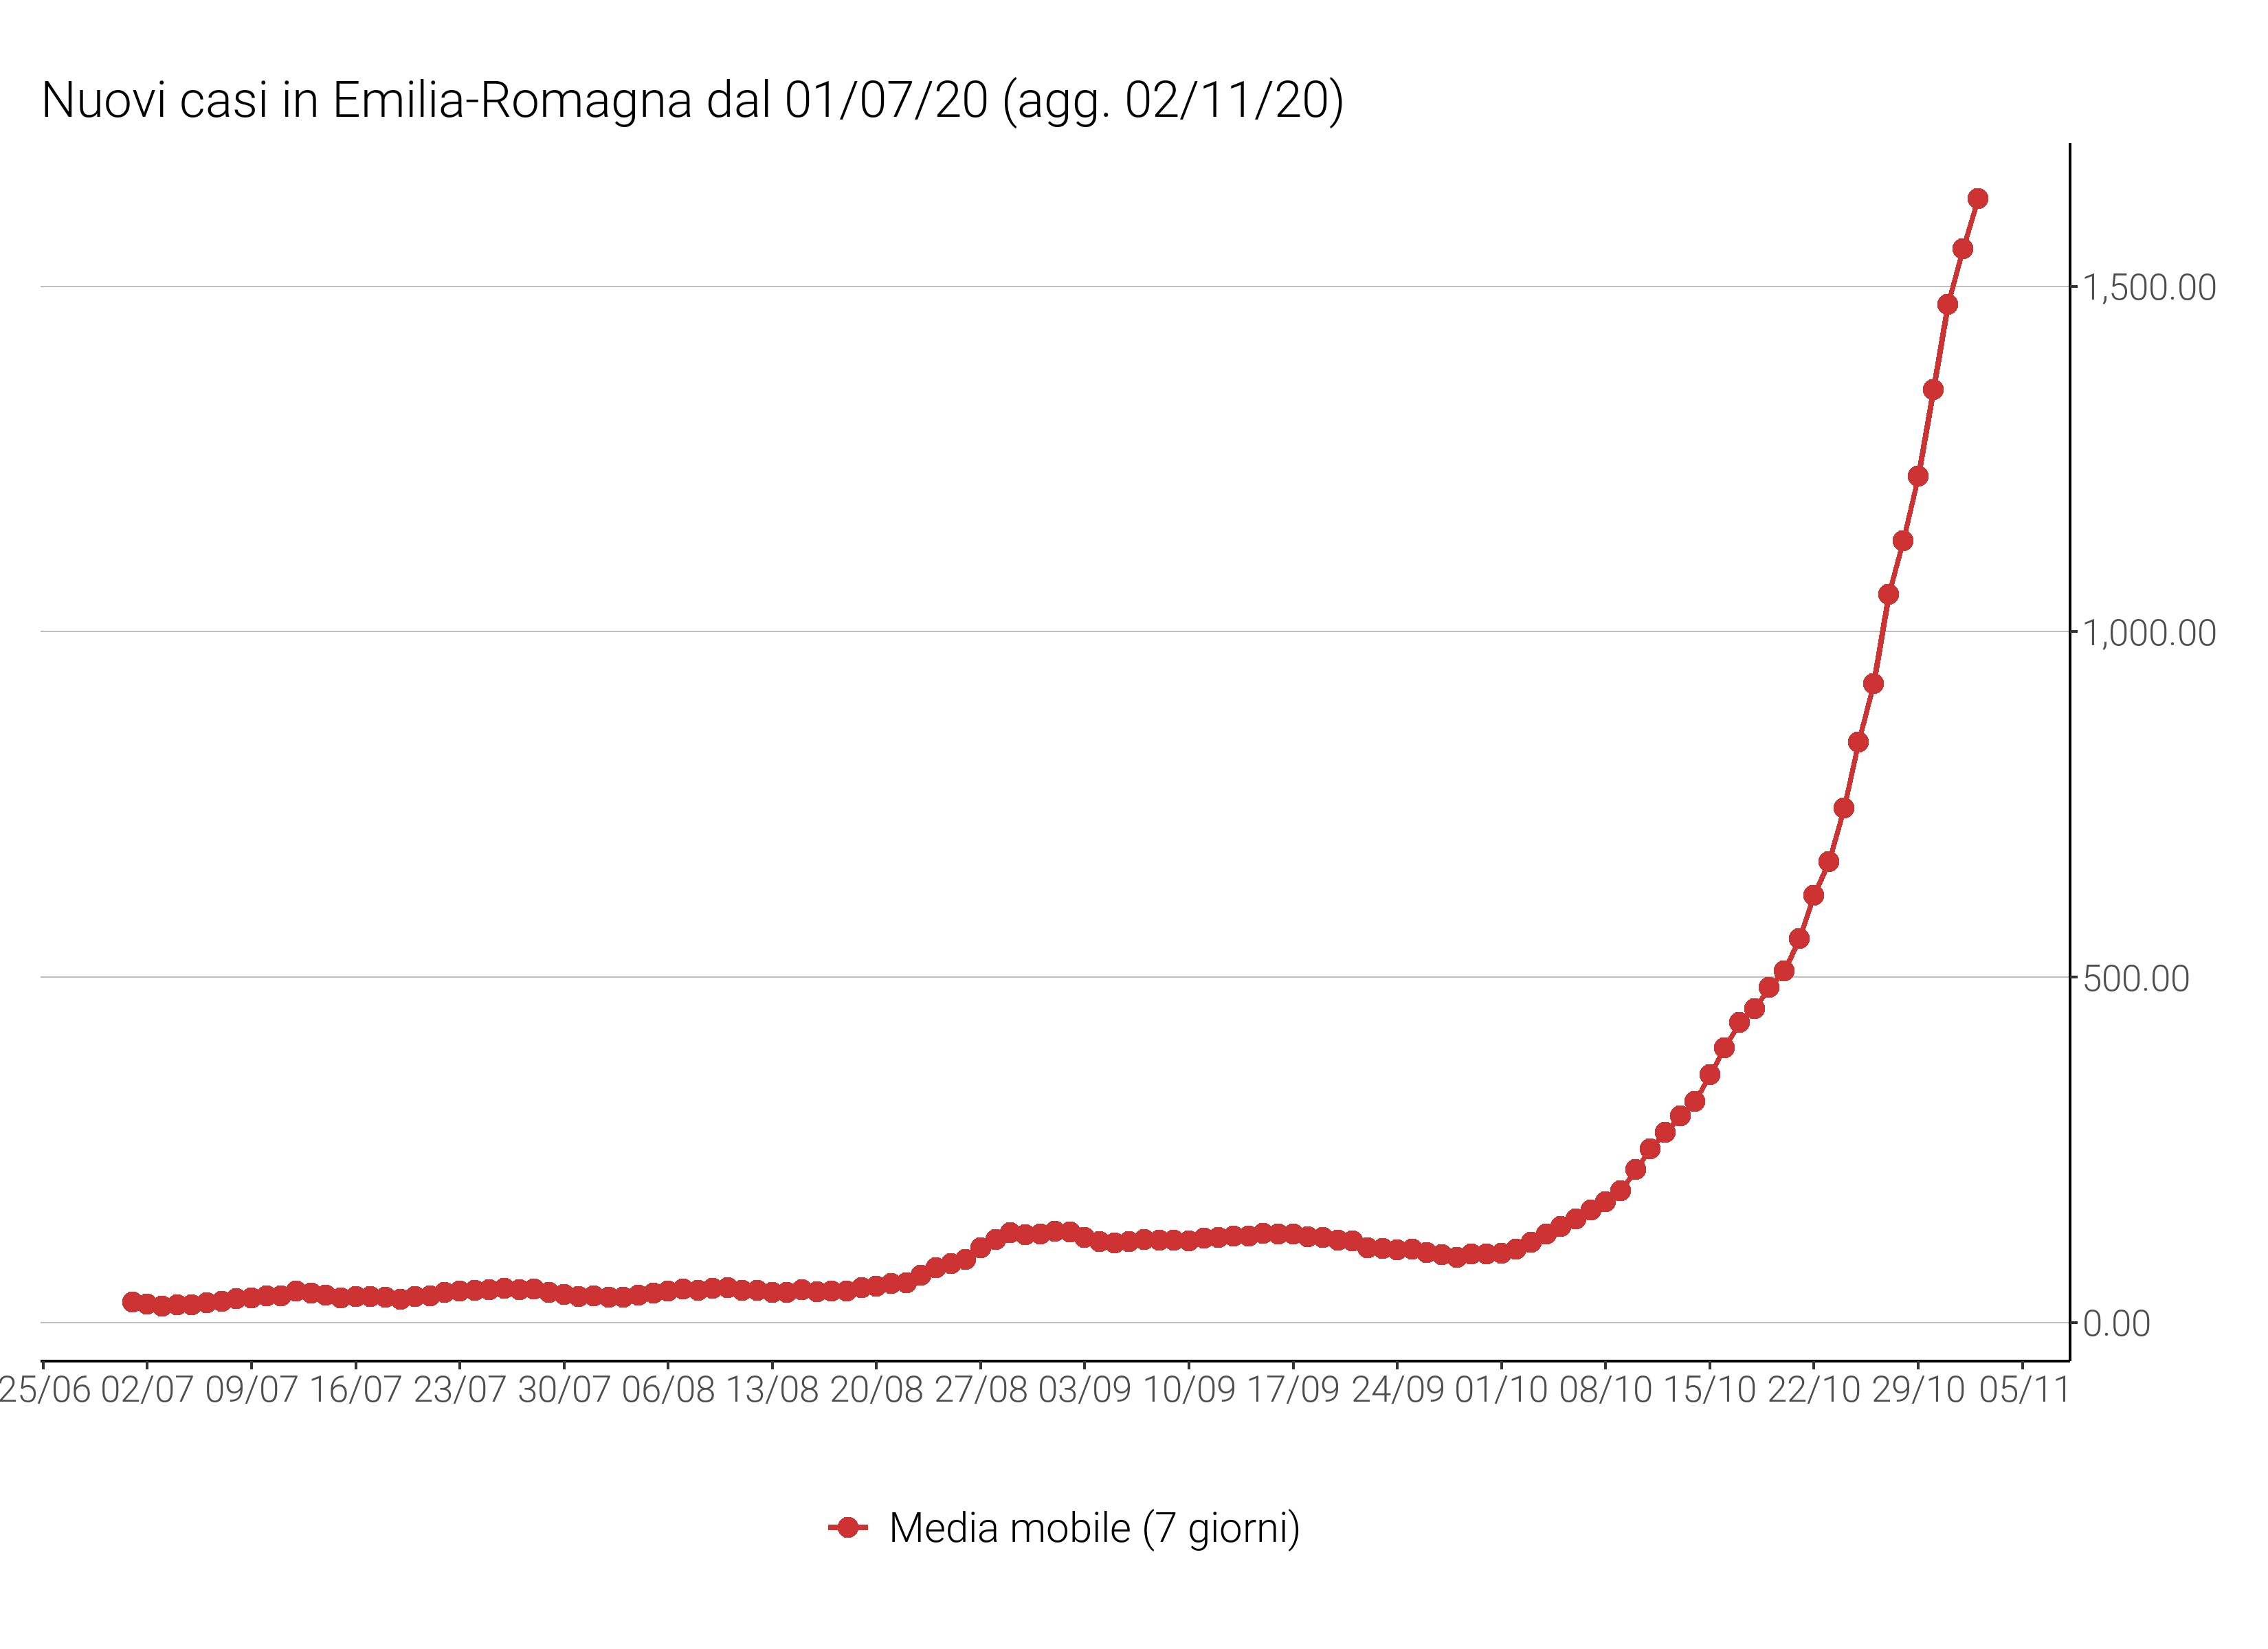 Nuovi casi in Emilia-Romagna dal 01/07/20 (agg. 02/11/20)
1,500.00
1,000.00
500.00
0.00
25/06 02/07 09/07 16/07 23/07 30/07 06/08 13/08 20/08 27/08 03/09 10/09 17/09 24/09 01/10 08/10 15/10 22/10 29/10 05/11
Media mobile (7 giorni)